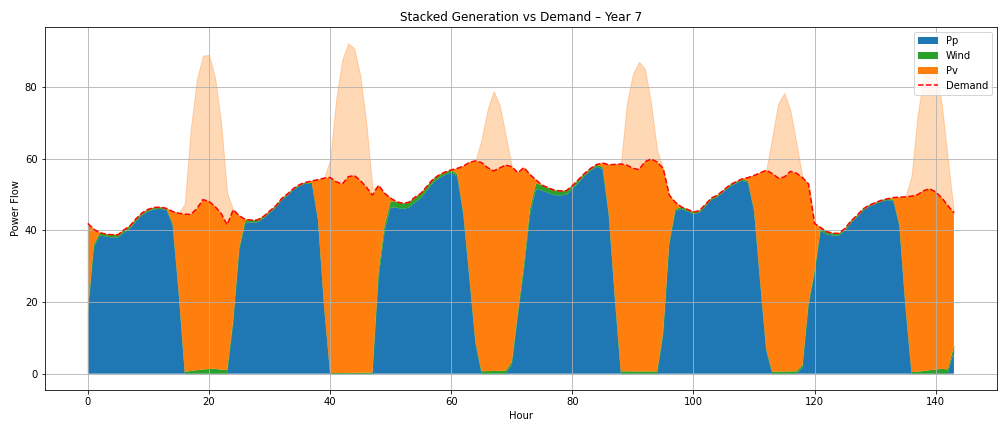 Stacked Generation vs Demand – Year 7
Pp
Wind
Pv
Demand
Power Flow
80
60
40
20
0
0 20 40 60 80 100 120 140
Hour